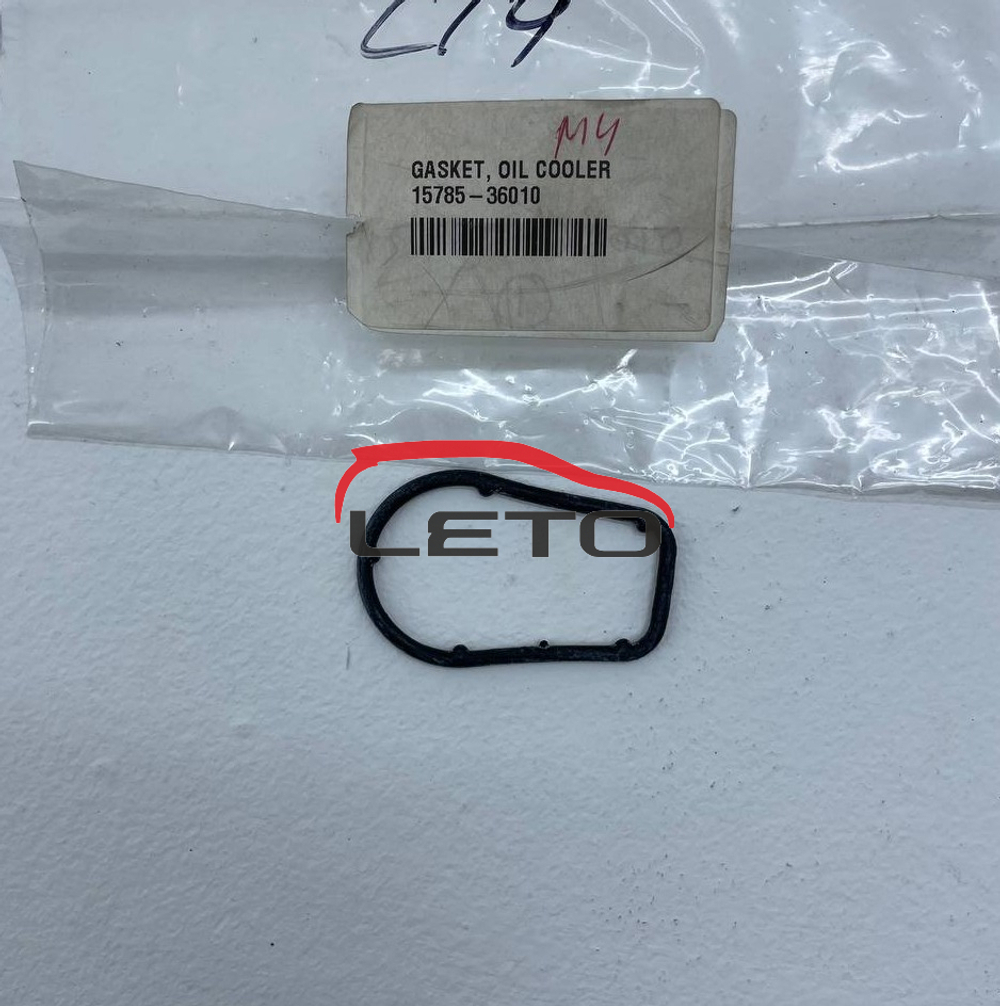 M4
GASKET, OIL COOLER
15785-36010
LETO